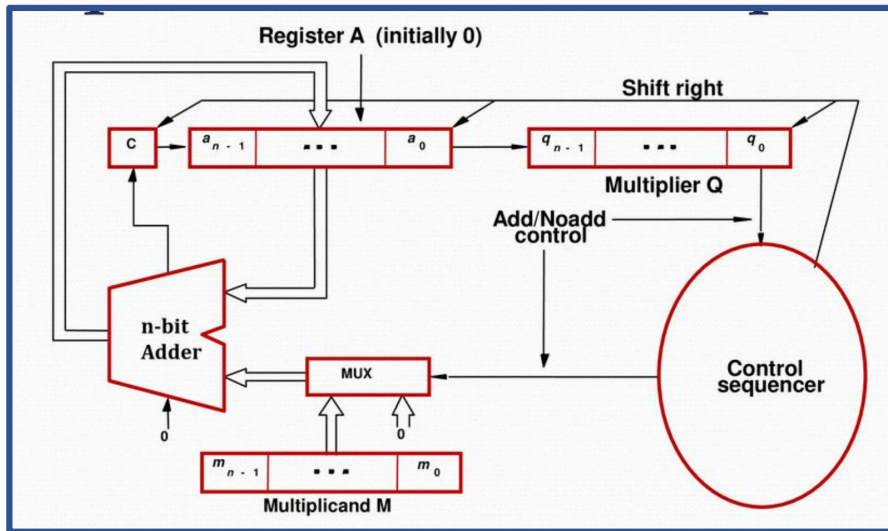 Register A (initially 0)
Shift right
C
a n - 1 ... a 0
q n - 1 ... q 0
Multiplier Q
Add/Noadd
control
n-bit
Adder
MUX
Control
sequencer
0
0
m n - 1 ... m 0
Multiplicand M